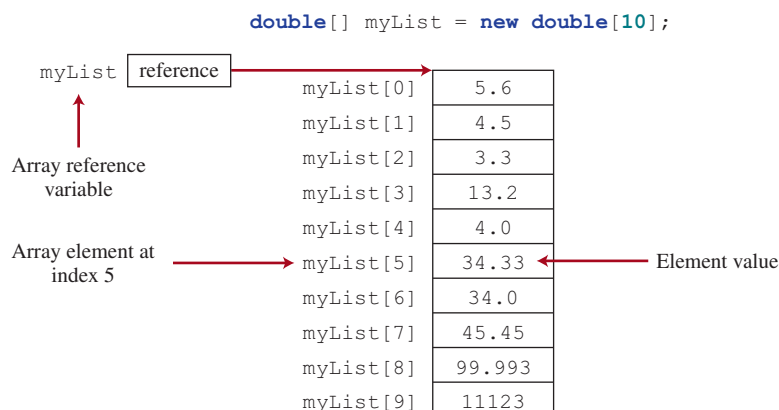 double[] myList = new double[10];
myList reference
myList[0] 5.6
myList[1] 4.5
Array reference
variable
myList[2] 3.3
myList[3] 13.2
myList[4] 4.0
Array element at
index 5
myList[5] 34.33 Element value
myList[6] 34.0
myList[7] 45.45
myList[8] 99.993
myList[9] 11123